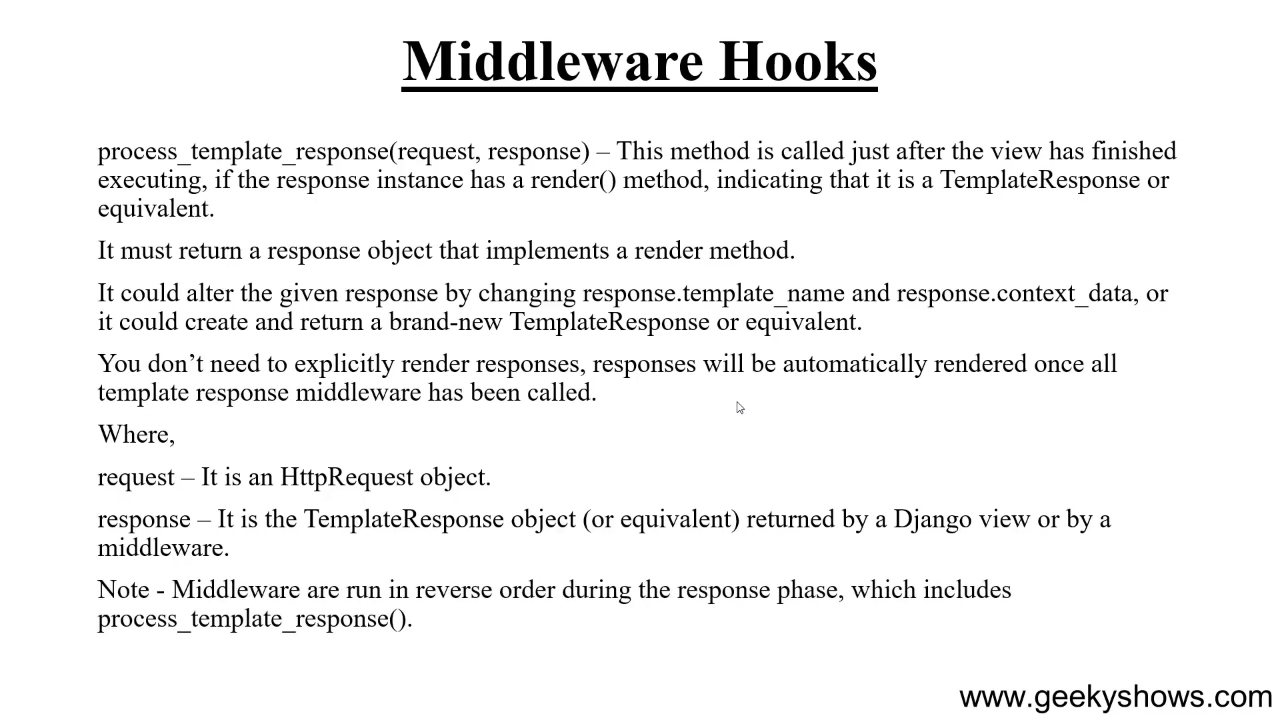 Middleware Hooks
process_template_response(request, response) – This method is called just after the view has finished
executing, if the response instance has a render() method, indicating that it is a TemplateResponse or
equivalent.
It must return a response object that implements a render method.
It could alter the given response by changing response.template_name and response.context_data, or
it could create and return a brand-new TemplateResponse or equivalent.
You don’t need to explicitly render responses, responses will be automatically rendered once all
template response middleware has been called.
Where,
request – It is an HttpRequest object.
response – It is the TemplateResponse object (or equivalent) returned by a Django view or by a
middleware.
Note - Middleware are run in reverse order during the response phase, which includes
process_template_response().
www.geekyshows.com